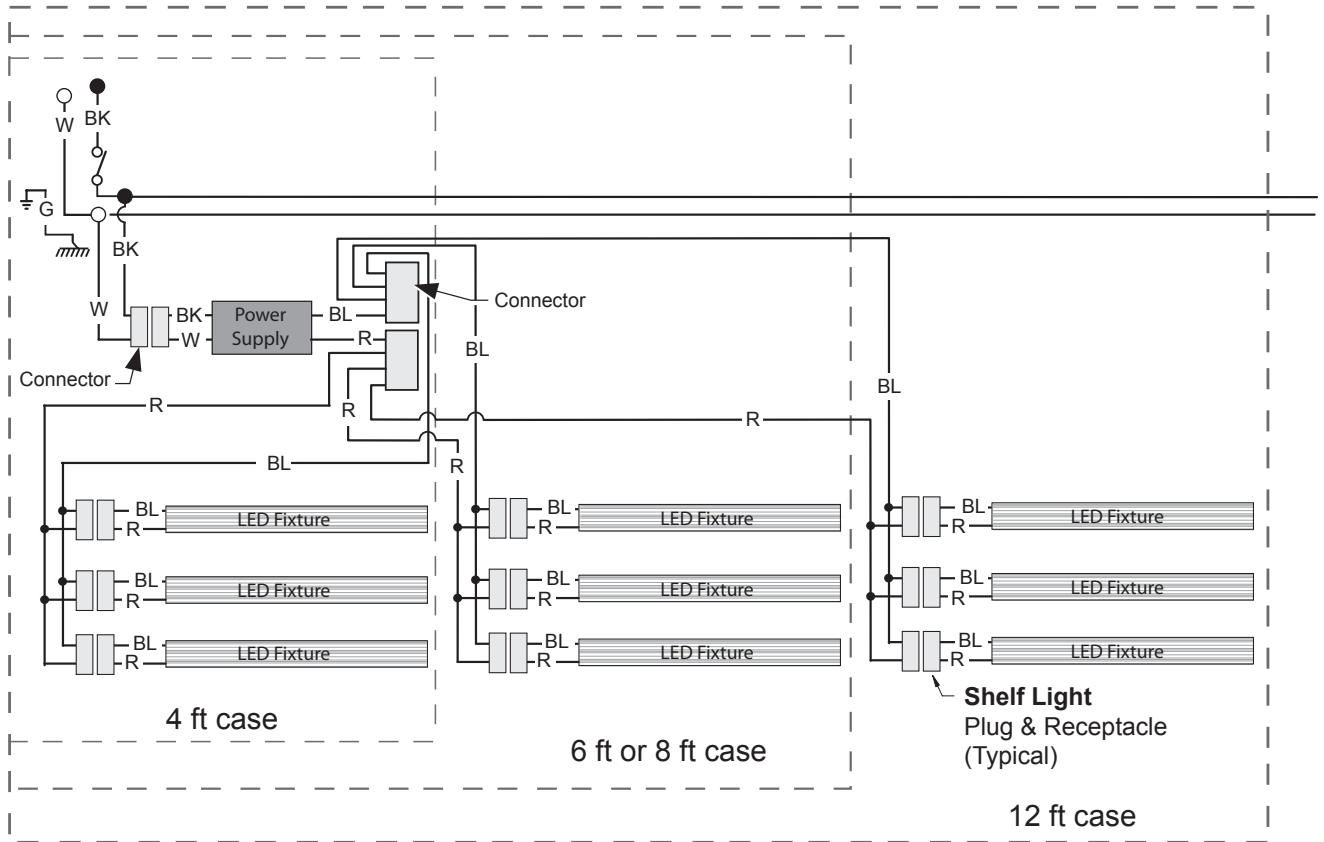 W
BK
G
BK
W
BK
W
Power
Supply
BL
R
Connector
Connector
BL
BL
R
R
R
BL
R
BL
R
LED Fixture
BL
R
LED Fixture
BL
R
LED Fixture
BL
R
LED Fixture
BL
R
LED Fixture
BL
R
LED Fixture
BL
R
LED Fixture
BL
R
LED Fixture
BL
R
LED Fixture
Shelf Light
Plug & Receptacle
(Typical)
4 ft case
6 ft or 8 ft case
12 ft case